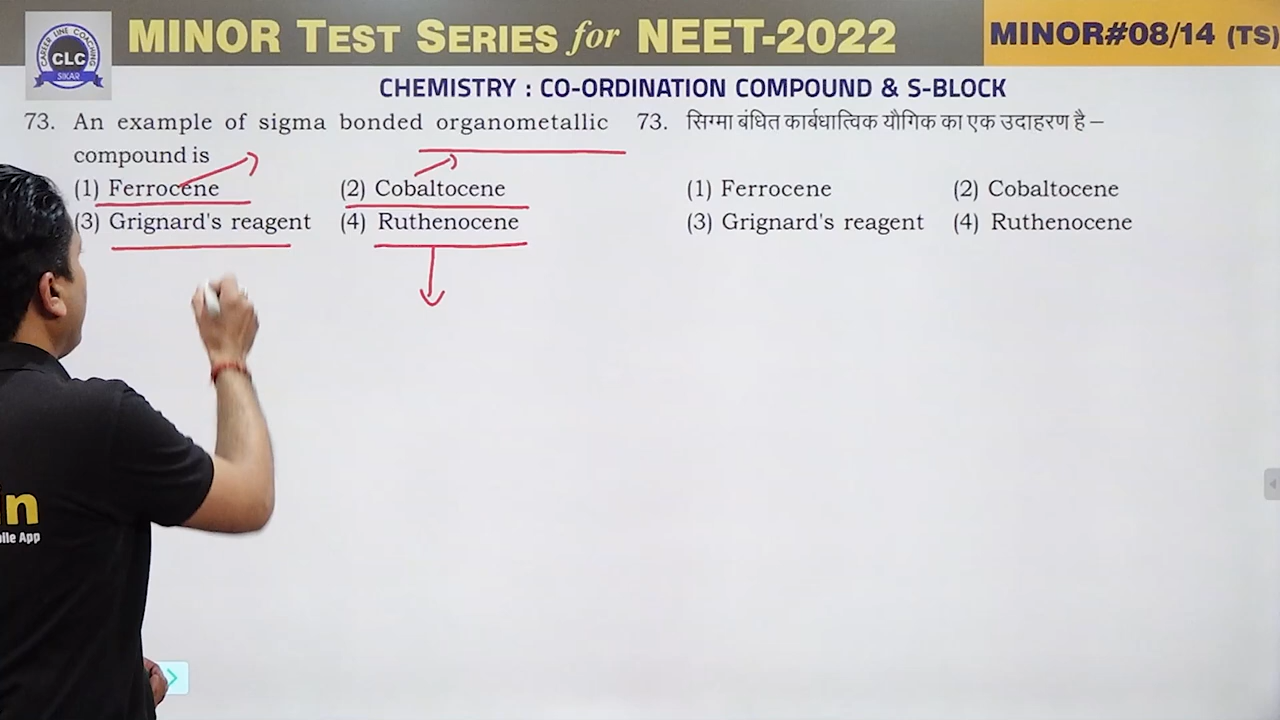 CAREER LINE COACHING
CLC
SIKAR
MINOR TEST SERIES for NEET-2022
MINOR#08/14 (TS)
CHEMISTRY : CO-ORDINATION COMPOUND & S-BLOCK
73. An example of sigma bonded organometallic
compound is
(1) Ferrocene (2) Cobaltocene
(3) Grignard's reagent (4) Ruthenocene
73. सिग्मा बंधित कार्बधात्विक यौगिक का एक उदाहरण है –
(1) Ferrocene (2) Cobaltocene
(3) Grignard's reagent (4) Ruthenocene
n
App